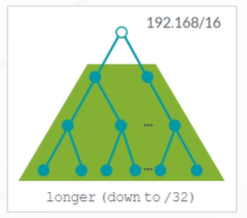 192.168/16
...
...
longer (down to /32)